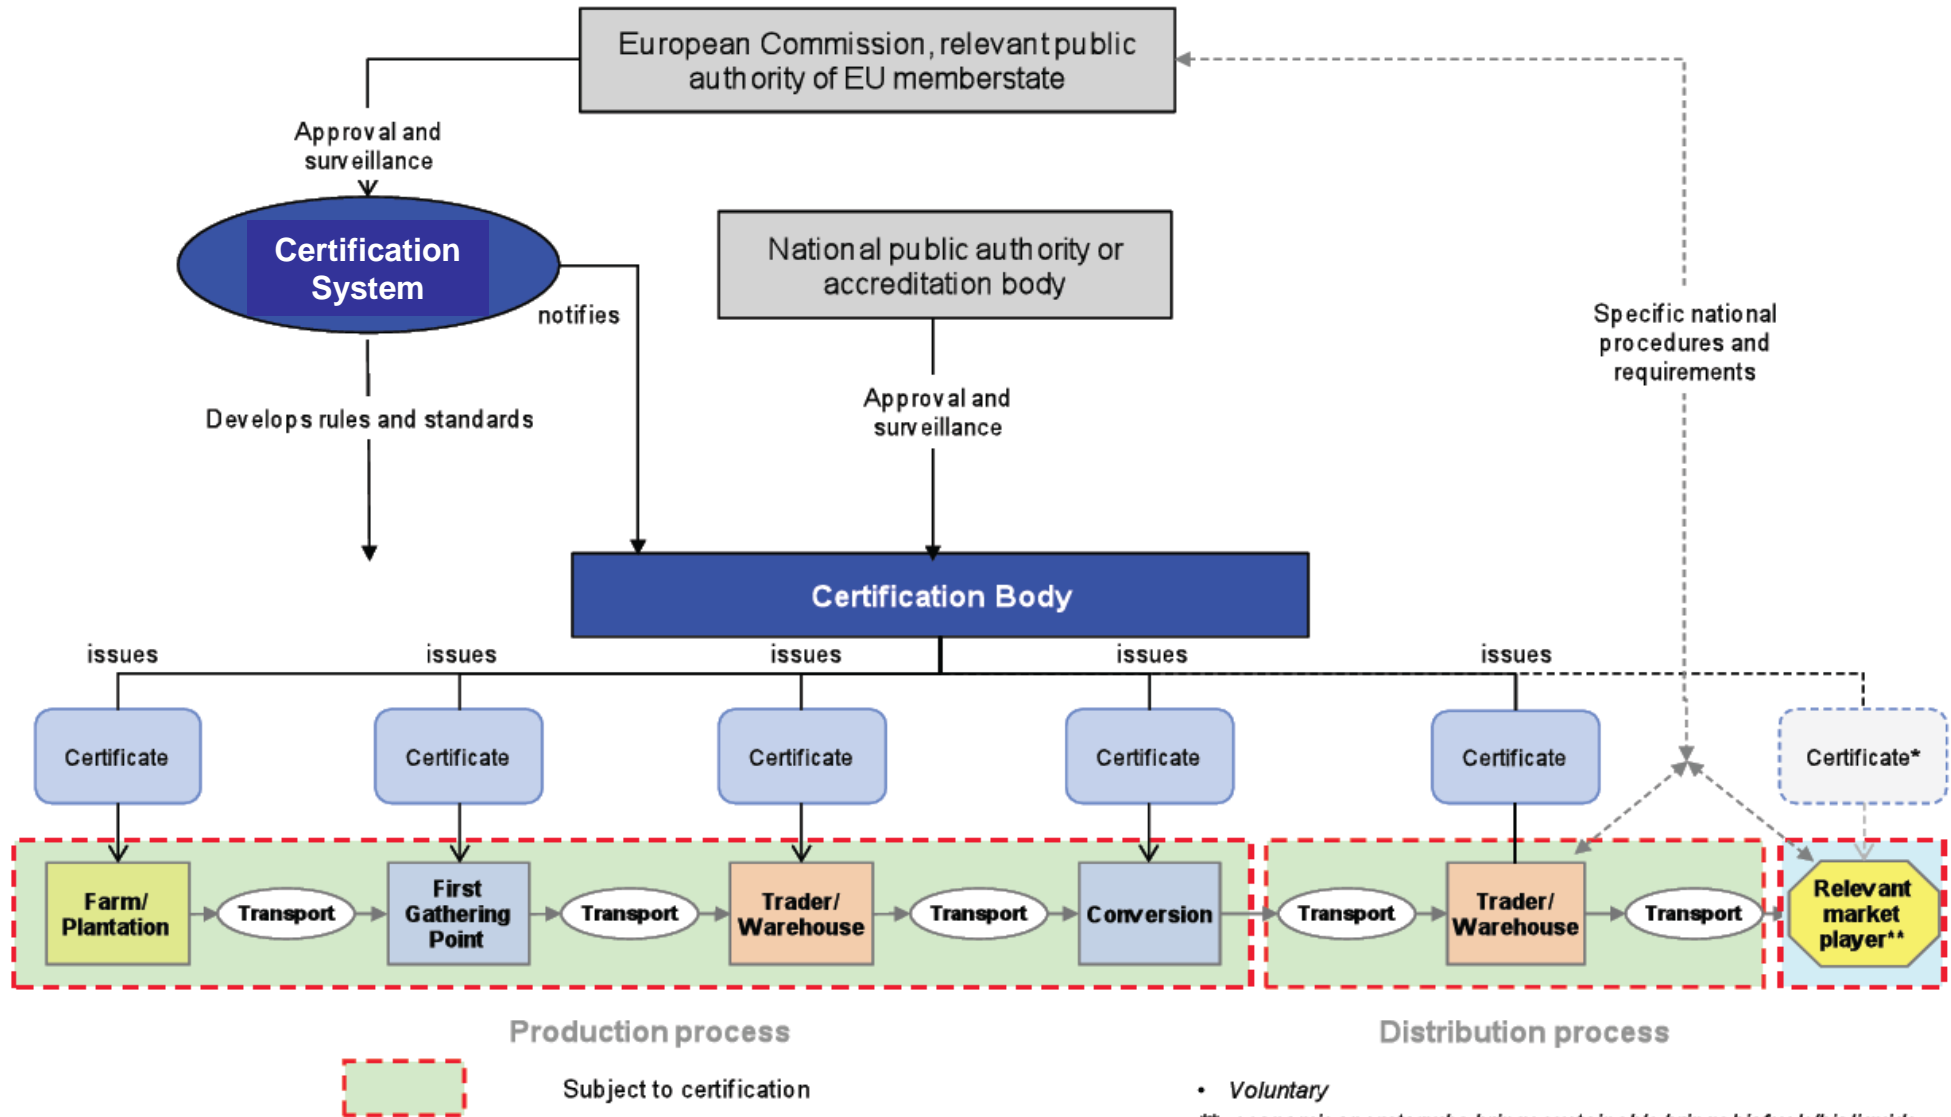 European Commission, relevant public
authority of EU memberstate
Approval and
surveillance
Certification
System
notifies
National public authority or
accreditation body
Specific national
procedures and
requirements
Develops rules and standards
Approval and
surveillance
Certification Body
issues
issues
issues
issues
issues
Certificate
Certificate
Certificate
Certificate
Certificate
Certificate*
Farm/
Plantation
Transport
First
Gathering
Point
Transport
Trader/
Warehouse
Transport
Conversion
Transport
Trader/
Warehouse
Transport
Relevant
market
player**
Production process
Distribution process
Subject to certification
• Voluntary